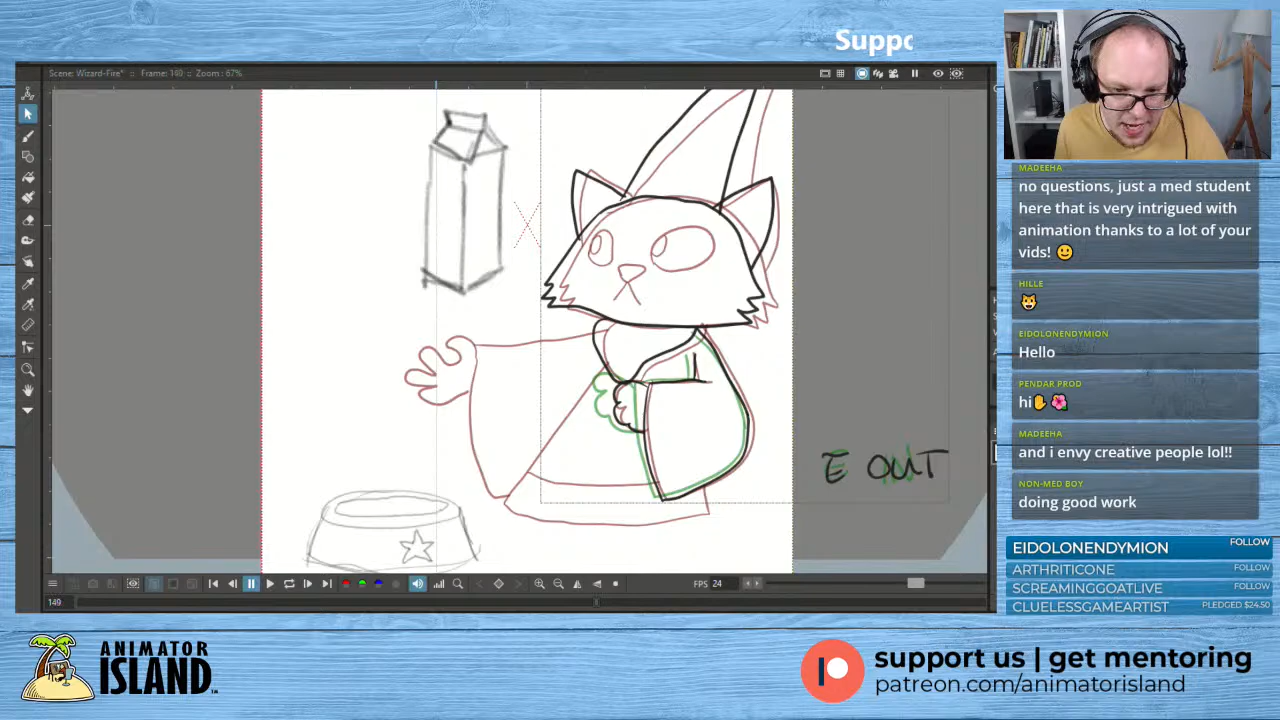 Suppo
Scene: Wizard-Fire* :: Frame: 149 :: Zoom : 67%
MADEEHA
no questions, just a med student
here that is very intrigued with
animation thanks to a lot of your
vids!
HILLE
EIDOLONENDYMION
Hello
PENDAR PROD
hi
MADEEHA
and i envy creative people lol!!
NON-MED BOY
doing good work
E OUT
EIDOLONENDYMION FOLLOW
ARTHRITICONE FOLLOW
SCREAMINGGOATLIVE FOLLOW
CLUELESSGAMEARTIST PLEDGED $24.50
FPS 24
149
ANIMATOR
ISLAND™
support us | get mentoring
patreon.com/animatorisland